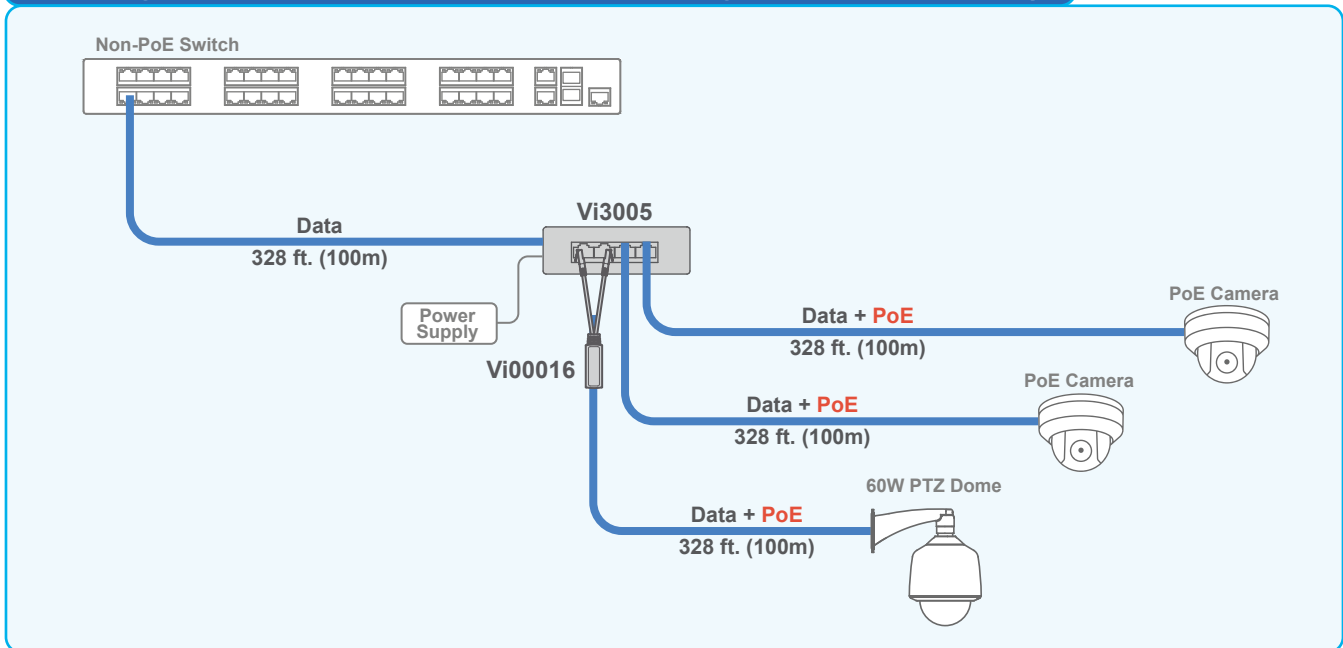 Non-PoE Switch
Data
328 ft. (100m)
Vi3005
Power
Supply
Vi00016
Data + PoE
328 ft. (100m)
PoE Camera
Data + PoE
328 ft. (100m)
PoE Camera
Data + PoE
328 ft. (100m)
60W PTZ Dome